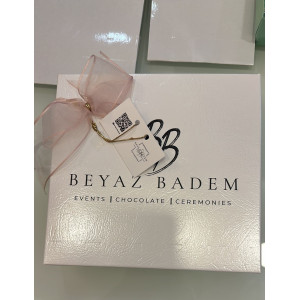 BB
BEYAZ BADEM
EVENTS | CHOCOLATE | CEREMONIES